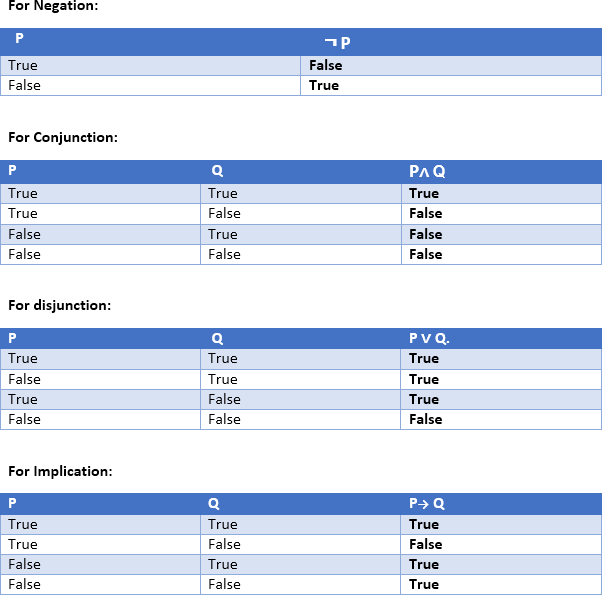 For Negation:
P ¬ p
True False
False True
For Conjunction:
P Q P∧ Q
True True True
True False False
False True False
False False False
For disjunction:
P Q P ∨ Q.
True True True
False True True
True False True
False False False
For Implication:
P Q P→ Q
True True True
True False False
False True True
False False True